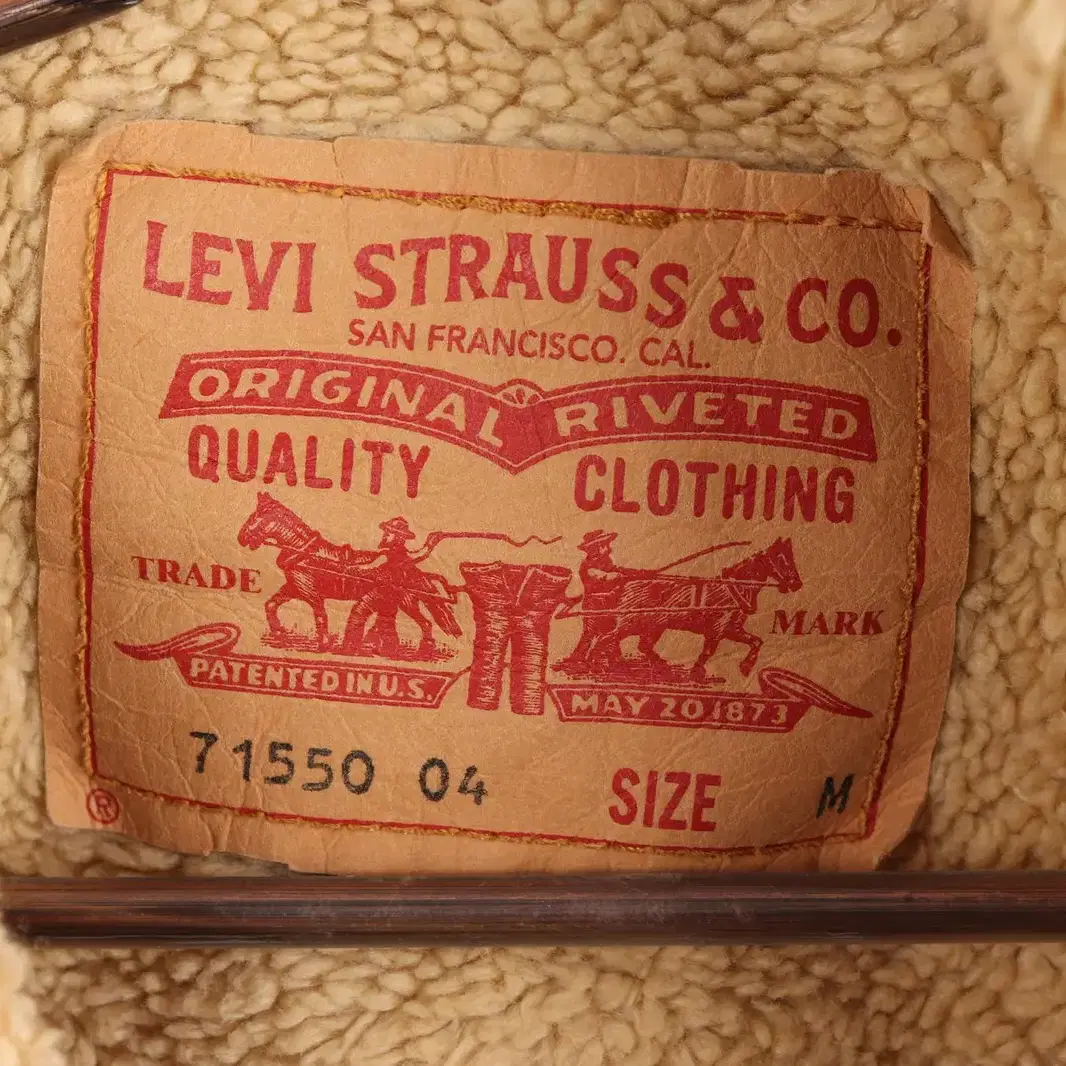 LEVI STRAUSS & CO.
SAN FRANCISCO. CAL.
ORIGINAL RIVETED
QUALITY CLOTHING
TRADE MARK
PATENTED IN U.S. MAY 20 1873
71550 04 SIZE M
®